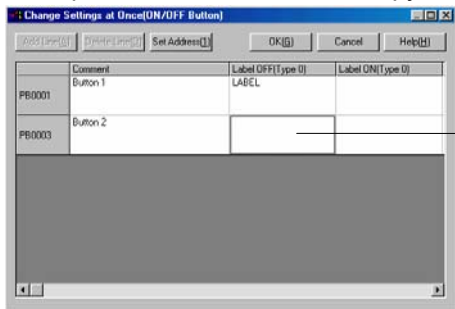 Change Settings at Once(ON/OFF Button)
Add Line(A) Delete Line(D) Set Address(1) OK(G) Cancel Help(H)
Comment Label OFF(Type 0) Label ON(Type 0)
PB0001 Button 1 LABEL
PB0003 Button 2